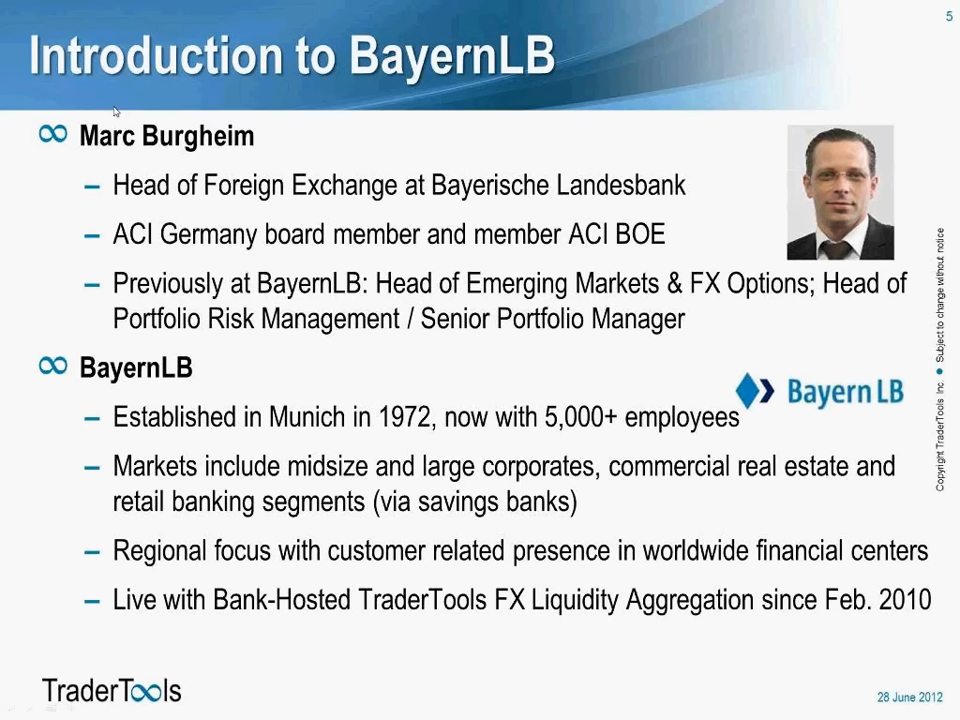 5
Introduction to BayernLB
∞ Marc Burgheim
– Head of Foreign Exchange at Bayerische Landesbank
– ACI Germany board member and member ACI BOE
– Previously at BayernLB: Head of Emerging Markets & FX Options; Head of
Portfolio Risk Management / Senior Portfolio Manager
∞ BayernLB
Bayern LB
– Established in Munich in 1972, now with 5,000+ employees
– Markets include midsize and large corporates, commercial real estate and
retail banking segments (via savings banks)
– Regional focus with customer related presence in worldwide financial centers
– Live with Bank-Hosted TraderTools FX Liquidity Aggregation since Feb. 2010
Copyright TraderTools Inc. ● Subject to change without notice
TraderTools
28 June 2012